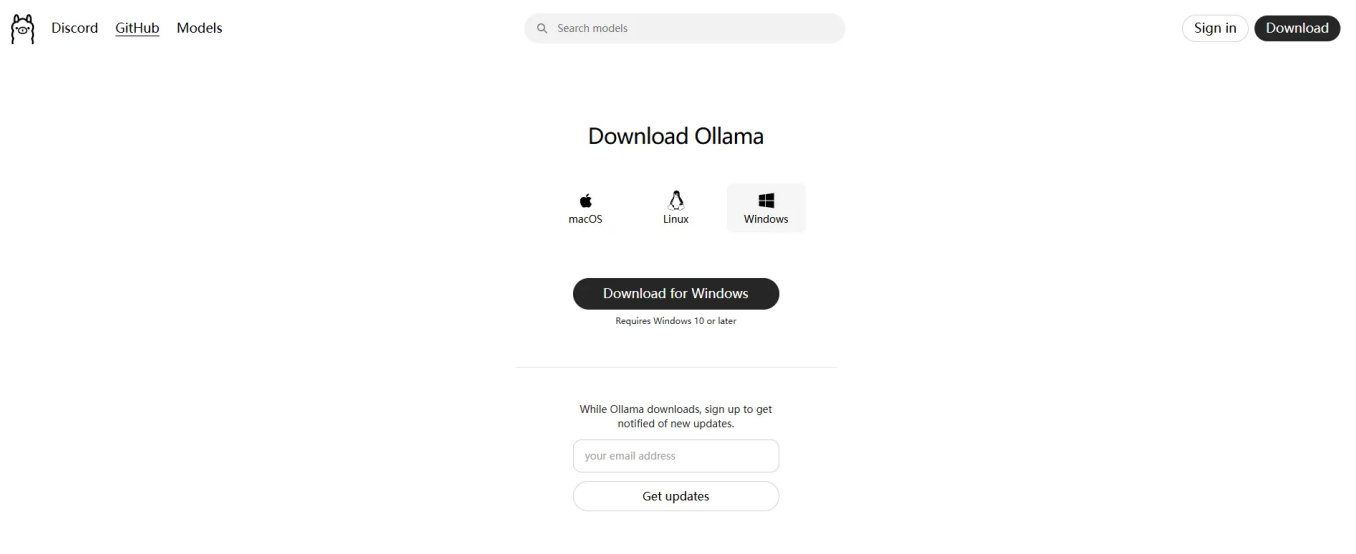 Discord GitHub Models
Search models
Sign in Download
Download Ollama
macOS Linux Windows
Download for Windows
Requires Windows 10 or later
While Ollama downloads, sign up to get
notified of new updates.
your email address
Get updates